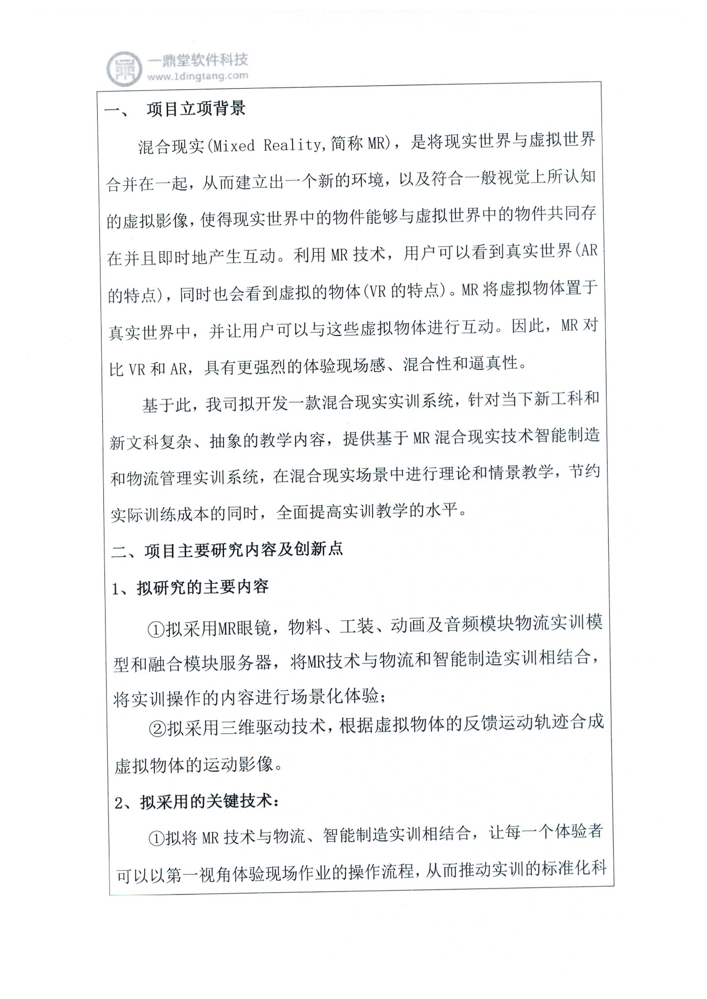 一鼎堂软件科技
www.1dingtang.com
一、 项目立项背景
混合现实(Mixed Reality,简称 MR)，是将现实世界与虚拟世界
合并在一起，从而建立出一个新的环境，以及符合一般视觉上所认知
的虚拟影像，使得现实世界中的物件能够与虚拟世界中的物件共同存
在并且即时地产生互动。利用 MR 技术，用户可以看到真实世界(AR
的特点)，同时也会看到虚拟的物体(VR 的特点)。MR 将虚拟物体置于
真实世界中，并让用户可以与这些虚拟物体进行互动。因此，MR 对
比 VR 和 AR，具有更强烈的体验现场感、混合性和逼真性。
基于此，我司拟开发一款混合现实实训系统，针对当下新工科和
新文科复杂、抽象的教学内容，提供基于 MR 混合现实技术智能制造
和物流管理实训系统，在混合现实场景中进行理论和情景教学，节约
实际训练成本的同时，全面提高实训教学的水平。
二、项目主要研究内容及创新点
1、拟研究的主要内容
①拟采用MR眼镜，物料、工装、动画及音频模块物流实训模
型和融合模块服务器，将MR技术与物流和智能制造实训相结合，
将实训操作的内容进行场景化体验；
②拟采用三维驱动技术，根据虚拟物体的反馈运动轨迹合成
虚拟物体的运动影像。
2、拟采用的关键技术：
①拟将 MR 技术与物流、智能制造实训相结合，让每一个体验者
可以以第一视角体验现场作业的操作流程，从而推动实训的标准化科